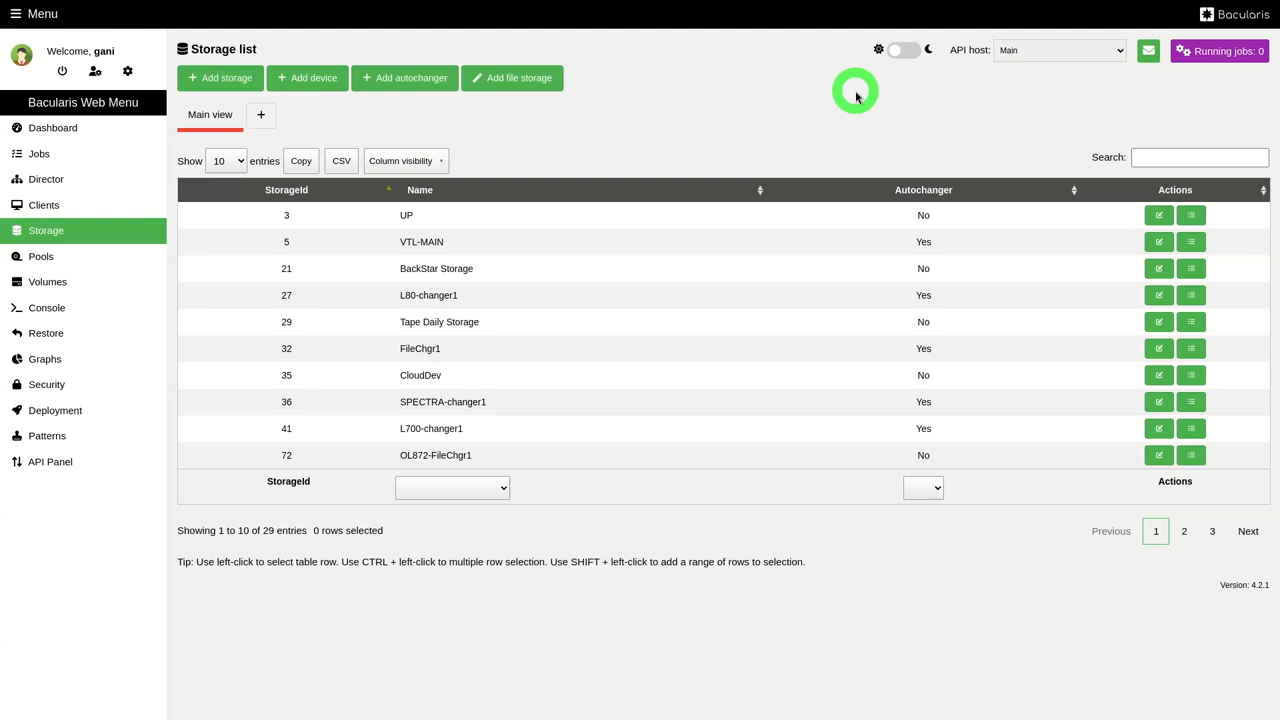 Menu
Bacularis
Welcome, gani
Bacularis Web Menu
Dashboard
Jobs
Director
Clients
Storage
Pools
Volumes
Console
Restore
Graphs
Security
Deployment
Patterns
API Panel
Storage list
API host: Main
Running jobs: 0
Add storage Add device Add autochanger Add file storage
Main view +
Show 10 entries Copy CSV Column visibility Search:
StorageId Name Autochanger Actions
3 UP No
5 VTL-MAIN Yes
21 BackStar Storage No
27 L80-changer1 Yes
29 Tape Daily Storage No
32 FileChgr1 Yes
35 CloudDev No
36 SPECTRA-changer1 Yes
41 L700-changer1 Yes
72 OL872-FileChgr1 No
StorageId Actions
Showing 1 to 10 of 29 entries 0 rows selected Previous 1 2 3 Next
Tip: Use left-click to select table row. Use CTRL + left-click to multiple row selection. Use SHIFT + left-click to add a range of rows to selection.
Version: 4.2.1